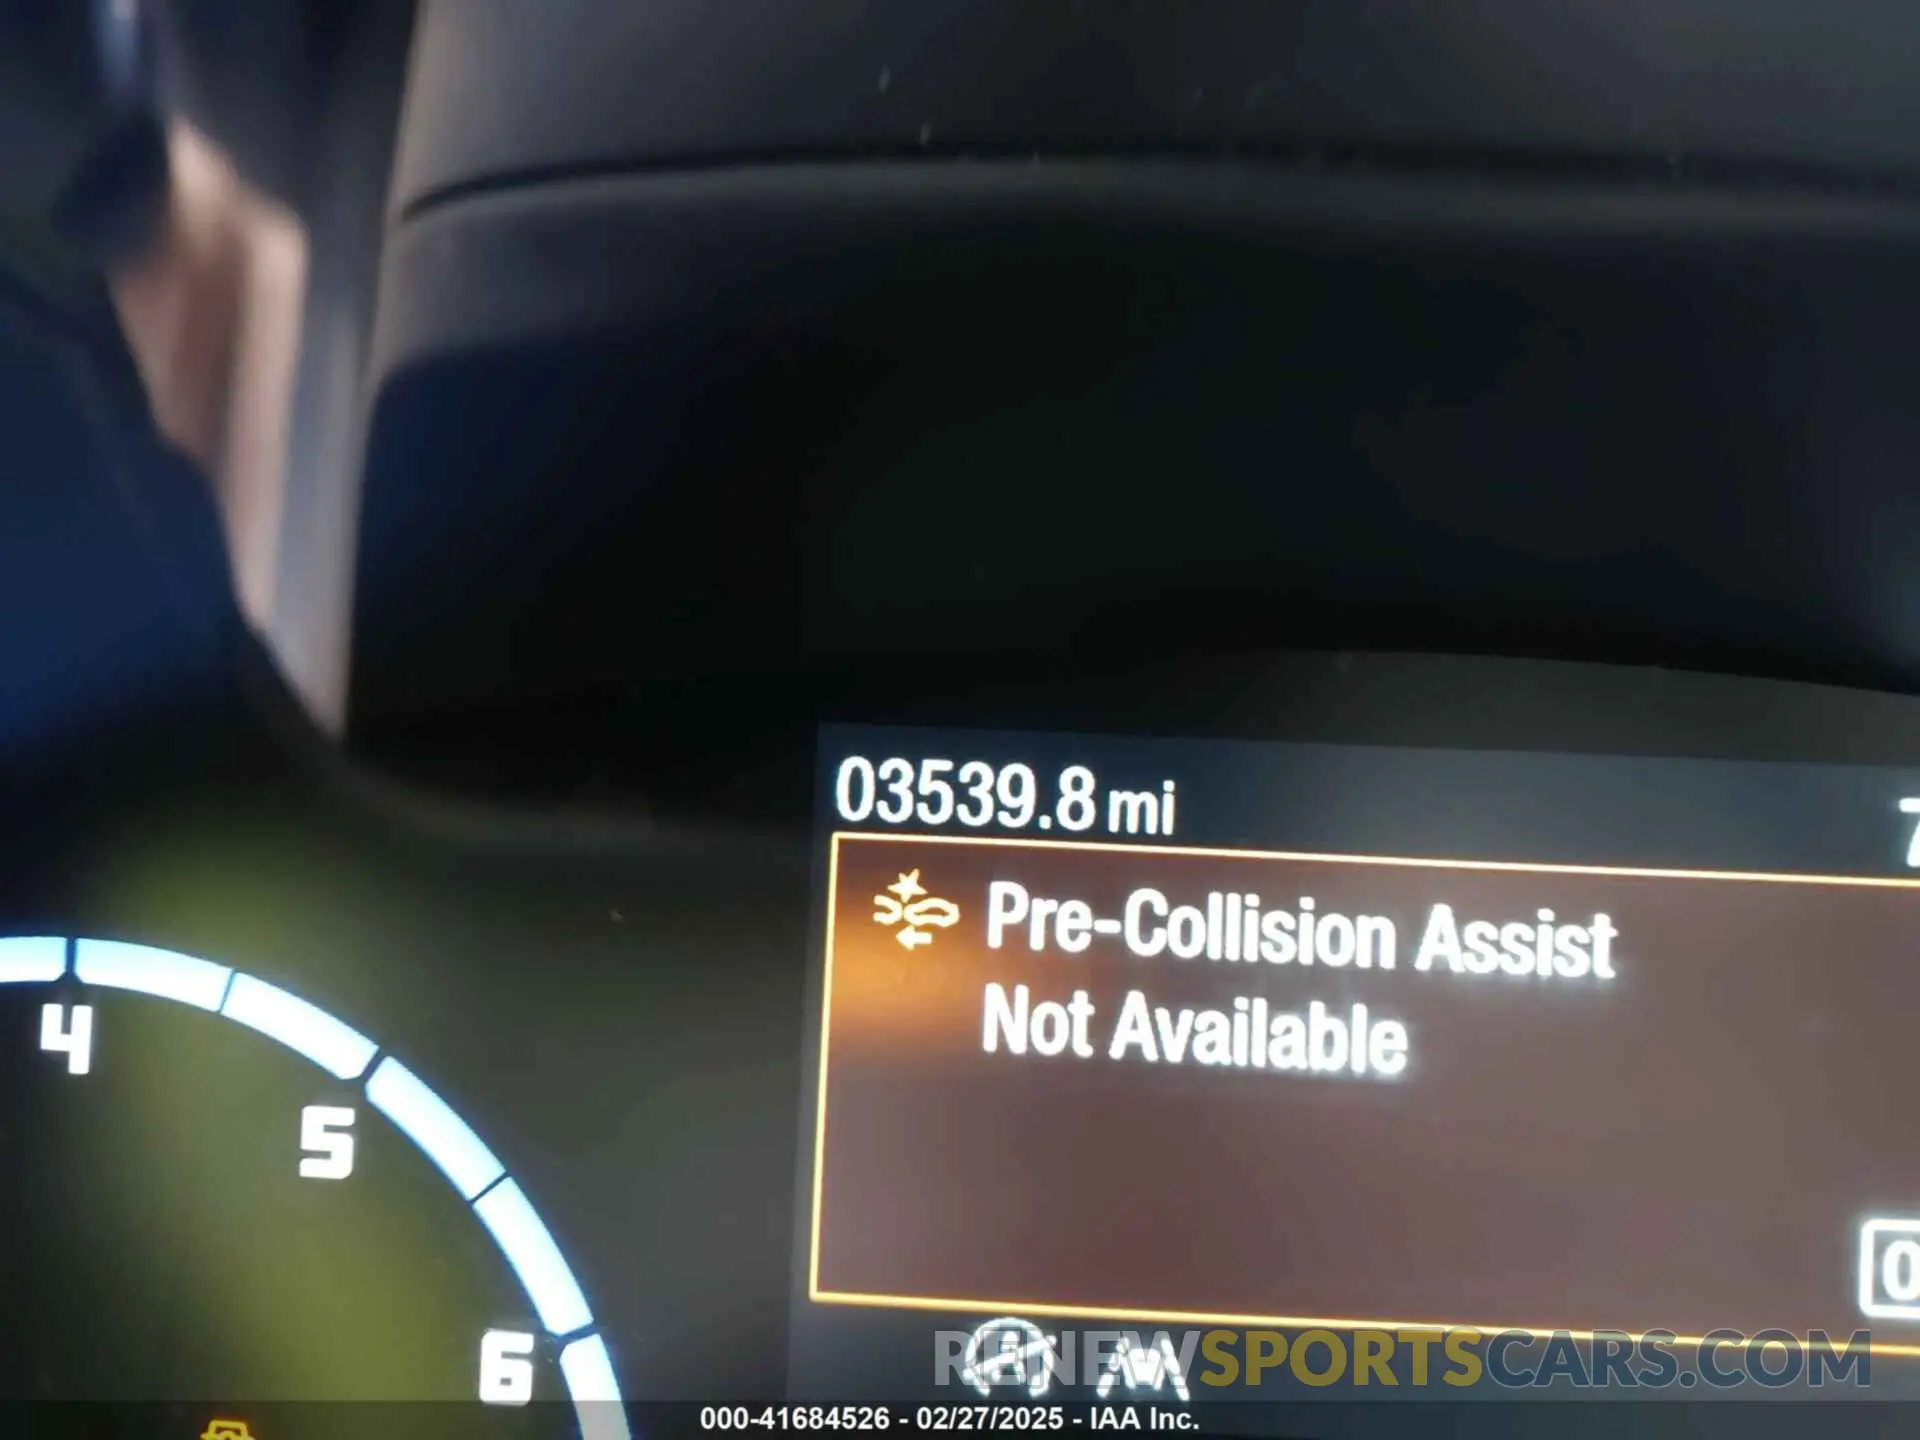 03539.8 mi
7
Pre-Collision Assist
Not Available
4
5
6
RENEWSPORTSCARS.COM
000-41684526 - 02/27/2025 - IAA Inc.